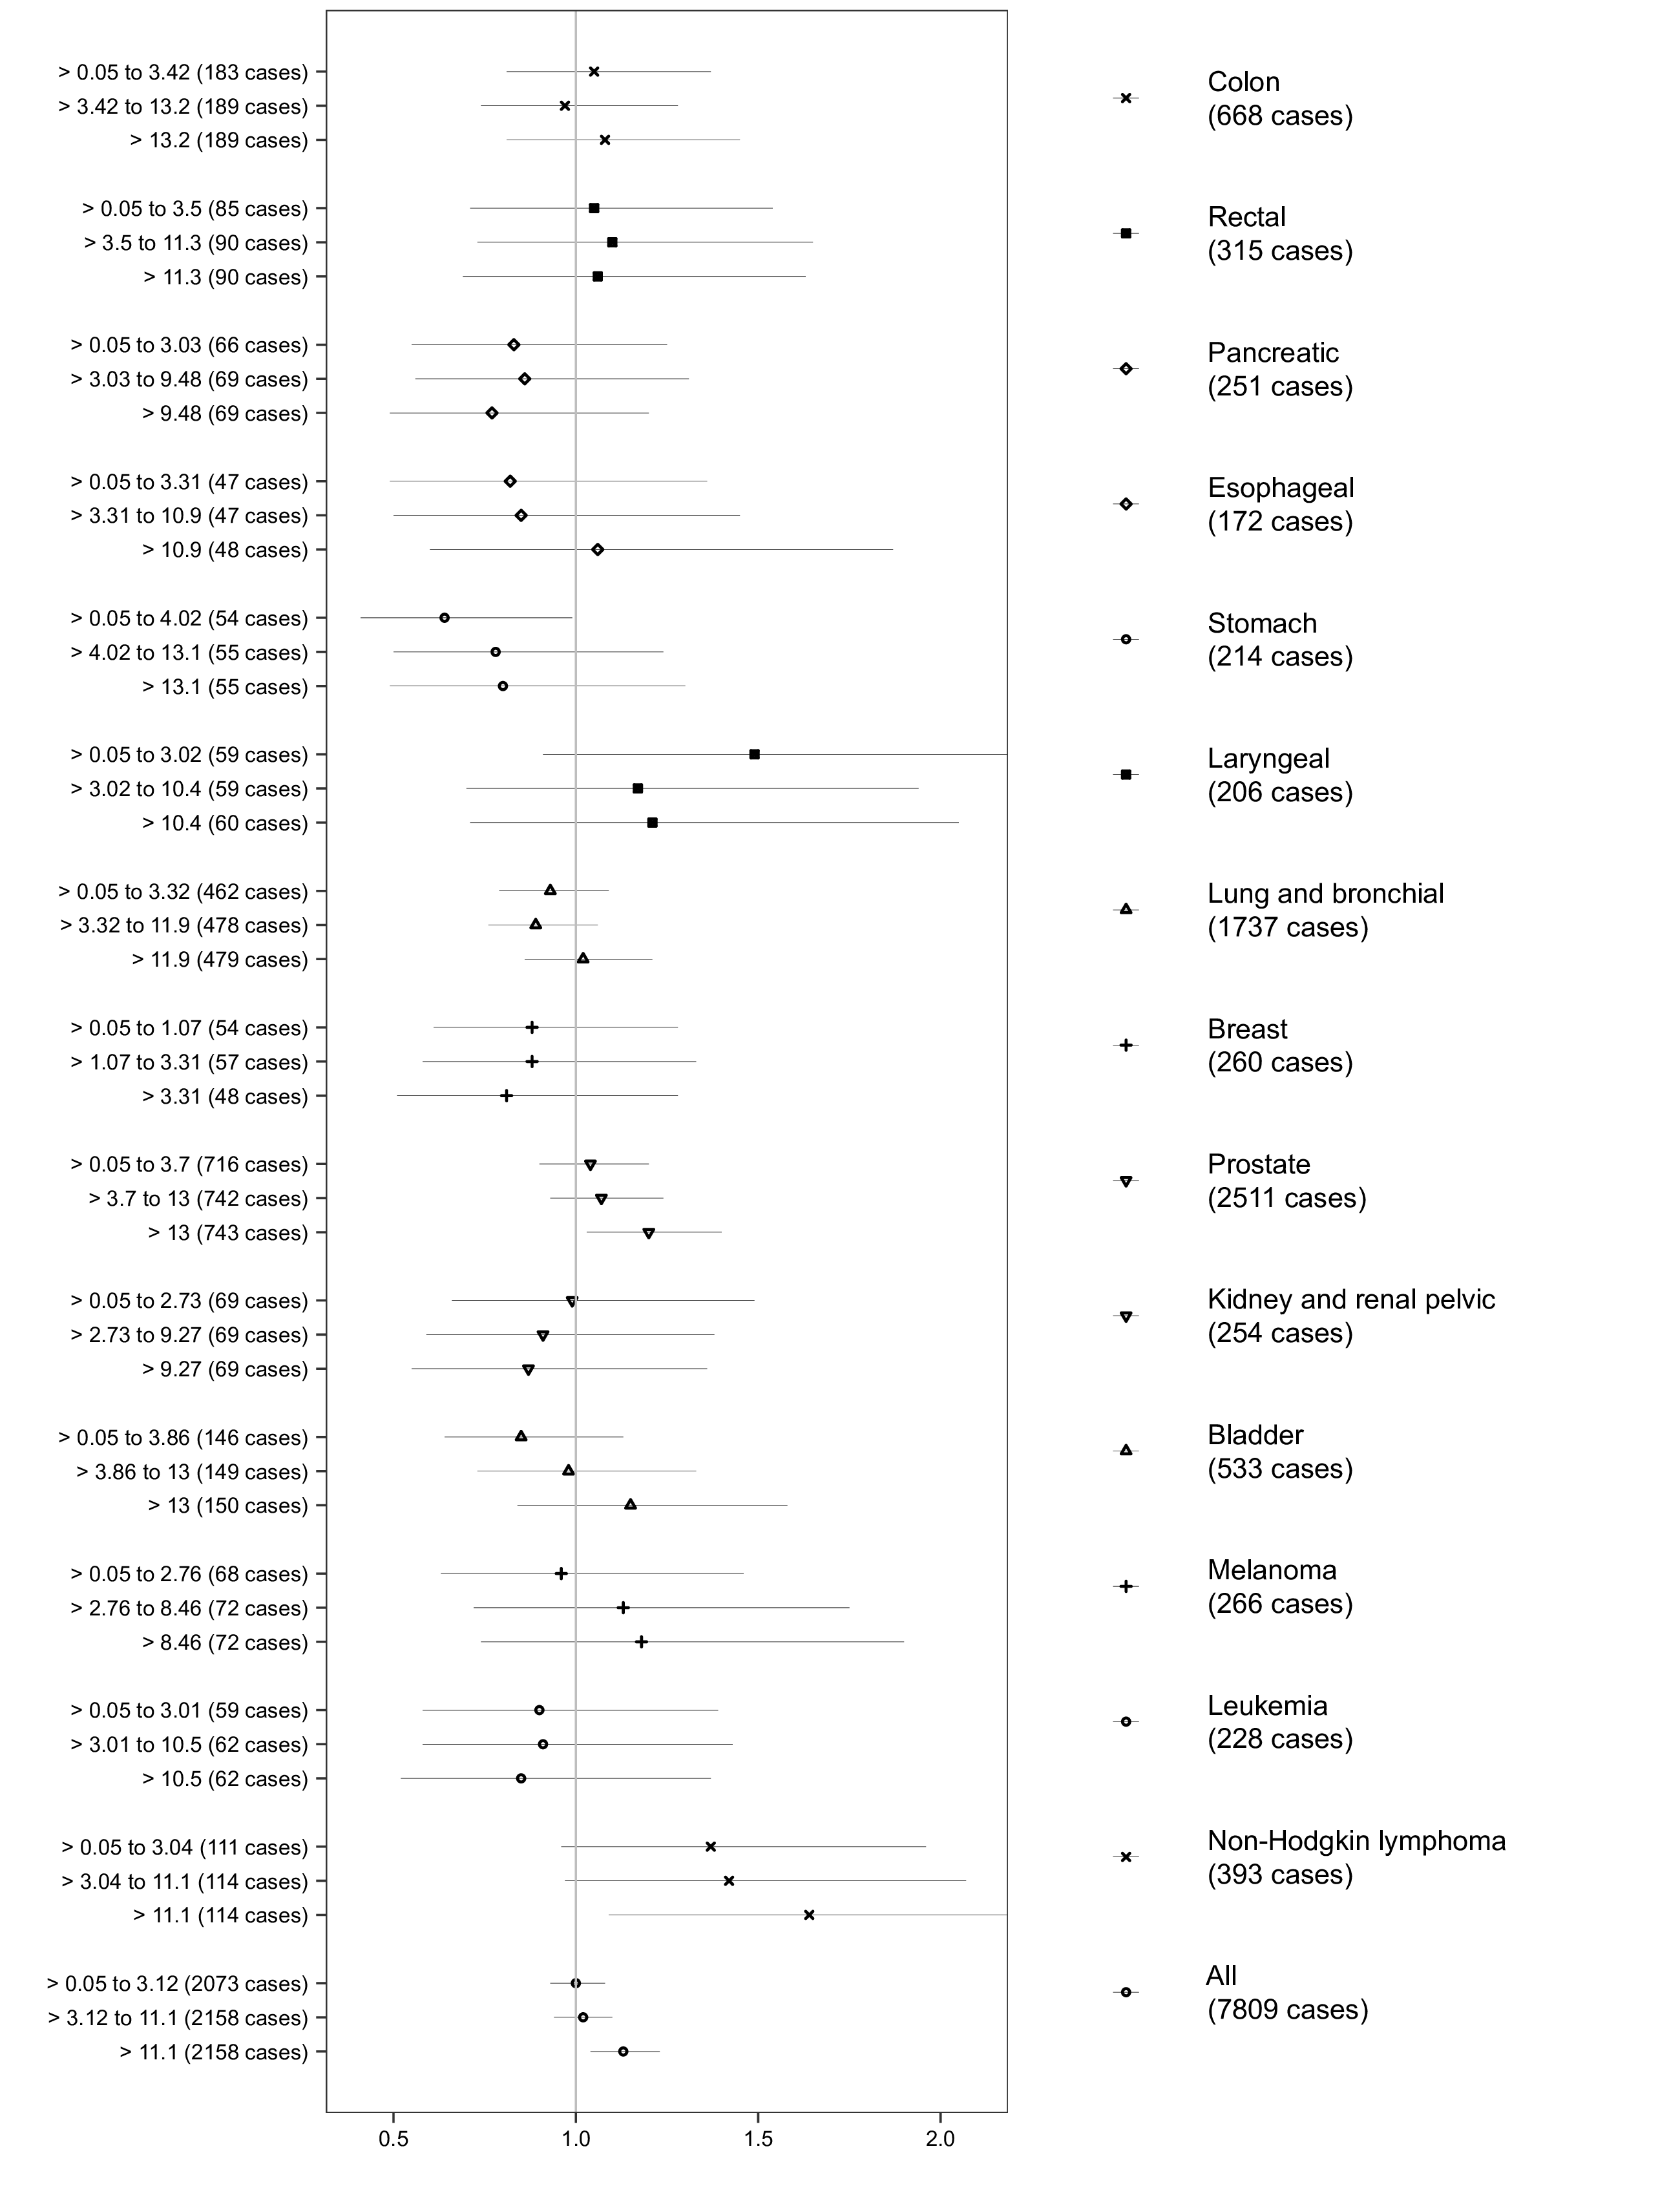 > 0.05 to 3.42 (183 cases)
> 3.42 to 13.2 (189 cases)
> 13.2 (189 cases)
> 0.05 to 3.5 (85 cases)
> 3.5 to 11.3 (90 cases)
> 11.3 (90 cases)
> 0.05 to 3.03 (66 cases)
> 3.03 to 9.48 (69 cases)
> 9.48 (69 cases)
> 0.05 to 3.31 (47 cases)
> 3.31 to 10.9 (47 cases)
> 10.9 (48 cases)
> 0.05 to 4.02 (54 cases)
> 4.02 to 13.1 (55 cases)
> 13.1 (55 cases)
> 0.05 to 3.02 (59 cases)
> 3.02 to 10.4 (59 cases)
> 10.4 (60 cases)
> 0.05 to 3.32 (462 cases)
> 3.32 to 11.9 (478 cases)
> 11.9 (479 cases)
> 0.05 to 1.07 (54 cases)
> 1.07 to 3.31 (57 cases)
> 3.31 (48 cases)
> 0.05 to 3.7 (716 cases)
> 3.7 to 13 (742 cases)
> 13 (743 cases)
> 0.05 to 2.73 (69 cases)
> 2.73 to 9.27 (69 cases)
> 9.27 (69 cases)
> 0.05 to 3.86 (146 cases)
> 3.86 to 13 (149 cases)
> 13 (150 cases)
> 0.05 to 2.76 (68 cases)
> 2.76 to 8.46 (72 cases)
> 8.46 (72 cases)
> 0.05 to 3.01 (59 cases)
> 3.01 to 10.5 (62 cases)
> 10.5 (62 cases)
> 0.05 to 3.04 (111 cases)
> 3.04 to 11.1 (114 cases)
> 11.1 (114 cases)
> 0.05 to 3.12 (2073 cases)
> 3.12 to 11.1 (2158 cases)
> 11.1 (2158 cases)
0.5 1.0 1.5 2.0
Colon
(668 cases)
Rectal
(315 cases)
Pancreatic
(251 cases)
Esophageal
(172 cases)
Stomach
(214 cases)
Laryngeal
(206 cases)
Lung and bronchial
(1737 cases)
Breast
(260 cases)
Prostate
(2511 cases)
Kidney and renal pelvic
(254 cases)
Bladder
(533 cases)
Melanoma
(266 cases)
Leukemia
(228 cases)
Non-Hodgkin lymphoma
(393 cases)
All
(7809 cases)